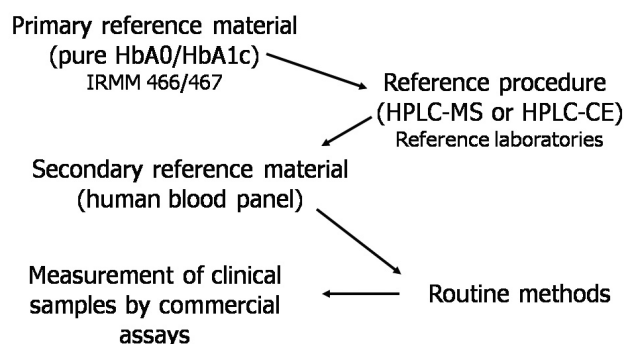 Primary reference material
(pure HbA0/HbA1c)
IRMM 466/467
Reference procedure
(HPLC-MS or HPLC-CE)
Reference laboratories
Secondary reference material
(human blood panel)
Measurement of clinical
samples by commercial
assays
Routine methods